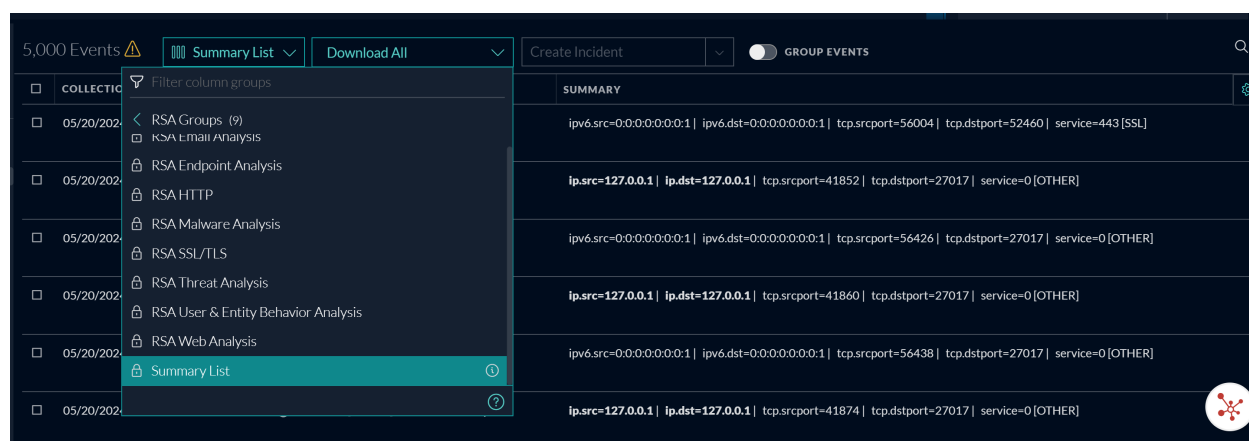 5,000 Events
Summary List
Download All
Create Incident
GROUP EVENTS
Filter column groups
COLLECTIO
SUMMARY
RSA Groups (9)
RSA Email Analysis
RSA Endpoint Analysis
RSA HTTP
RSA Malware Analysis
RSA SSL/TLS
RSA Threat Analysis
RSA User & Entity Behavior Analysis
RSA Web Analysis
Summary List
05/20/202 ipv6.src=0:0:0:0:0:0:0:1 | ipv6.dst=0:0:0:0:0:0:0:1 | tcp.srcport=56004 | tcp.dstport=52460 | service=443 [SSL]
05/20/202 ip.src=127.0.0.1 | ip.dst=127.0.0.1 | tcp.srcport=41852 | tcp.dstport=27017 | service=0 [OTHER]
05/20/202 ipv6.src=0:0:0:0:0:0:0:1 | ipv6.dst=0:0:0:0:0:0:0:1 | tcp.srcport=56426 | tcp.dstport=27017 | service=0 [OTHER]
05/20/202 ip.src=127.0.0.1 | ip.dst=127.0.0.1 | tcp.srcport=41860 | tcp.dstport=27017 | service=0 [OTHER]
05/20/202 ipv6.src=0:0:0:0:0:0:0:1 | ipv6.dst=0:0:0:0:0:0:0:1 | tcp.srcport=56438 | tcp.dstport=27017 | service=0 [OTHER]
05/20/202 ip.src=127.0.0.1 | ip.dst=127.0.0.1 | tcp.srcport=41874 | tcp.dstport=27017 | service=0 [OTHER]